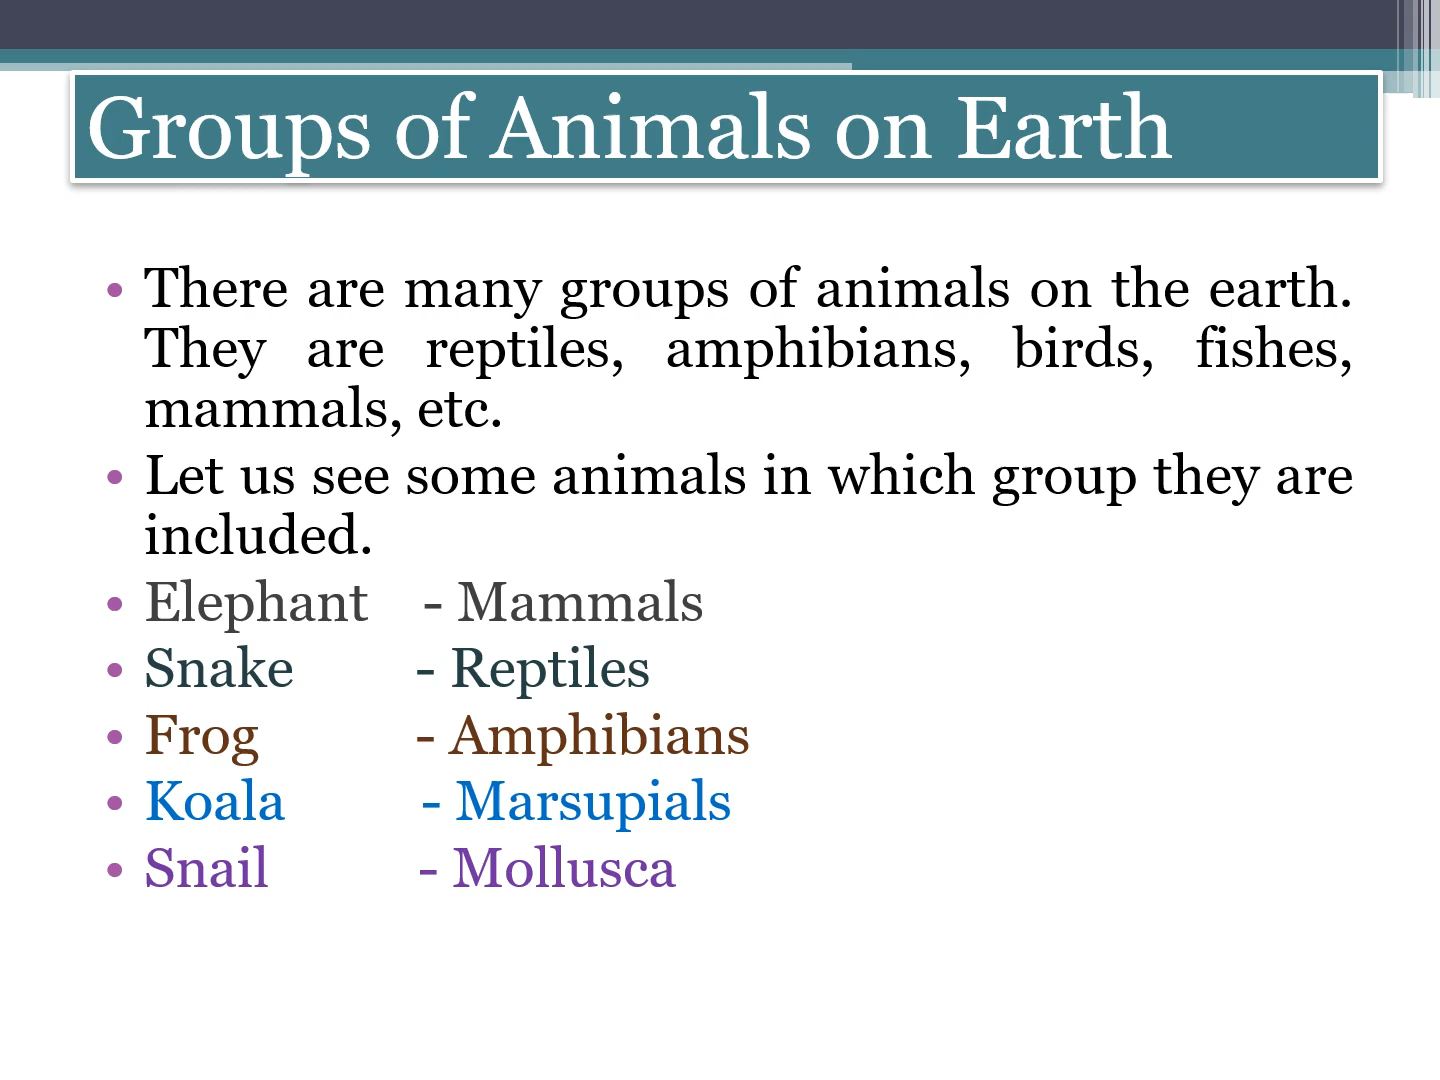 Groups of Animals on Earth
• There are many groups of animals on the earth.
They are reptiles, amphibians, birds, fishes,
mammals, etc.
• Let us see some animals in which group they are
included.
• Elephant - Mammals
• Snake - Reptiles
• Frog - Amphibians
• Koala - Marsupials
• Snail - Mollusca